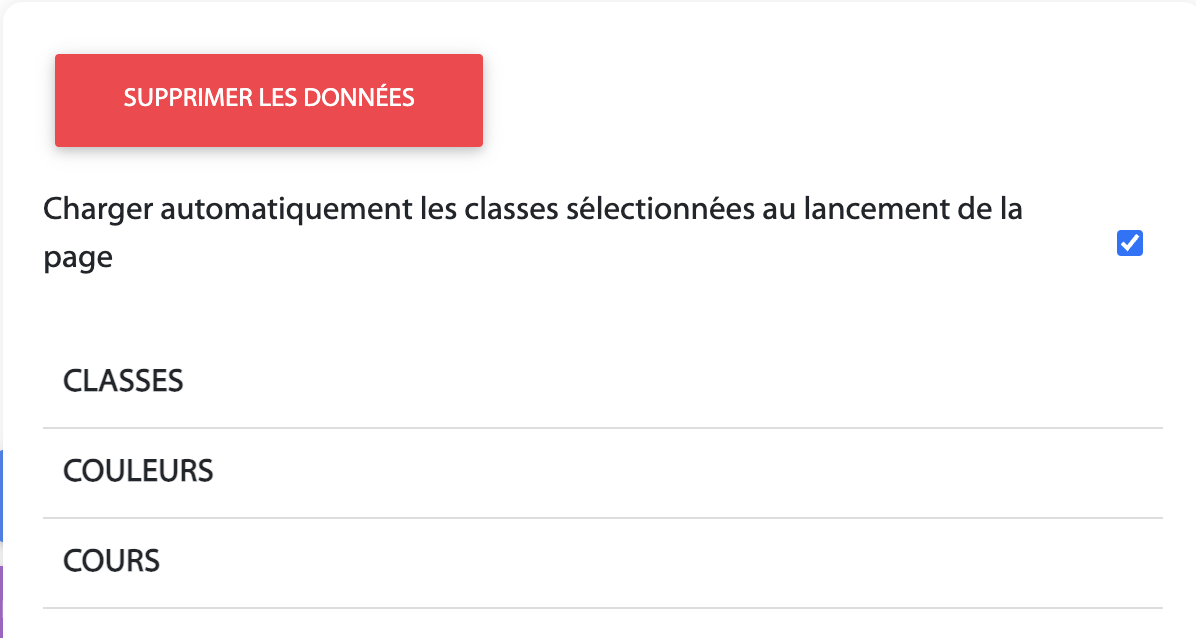 SUPPRIMER LES DONNÉES
Charger automatiquement les classes sélectionnées au lancement de la
page
CLASSES
COULEURS
COURS